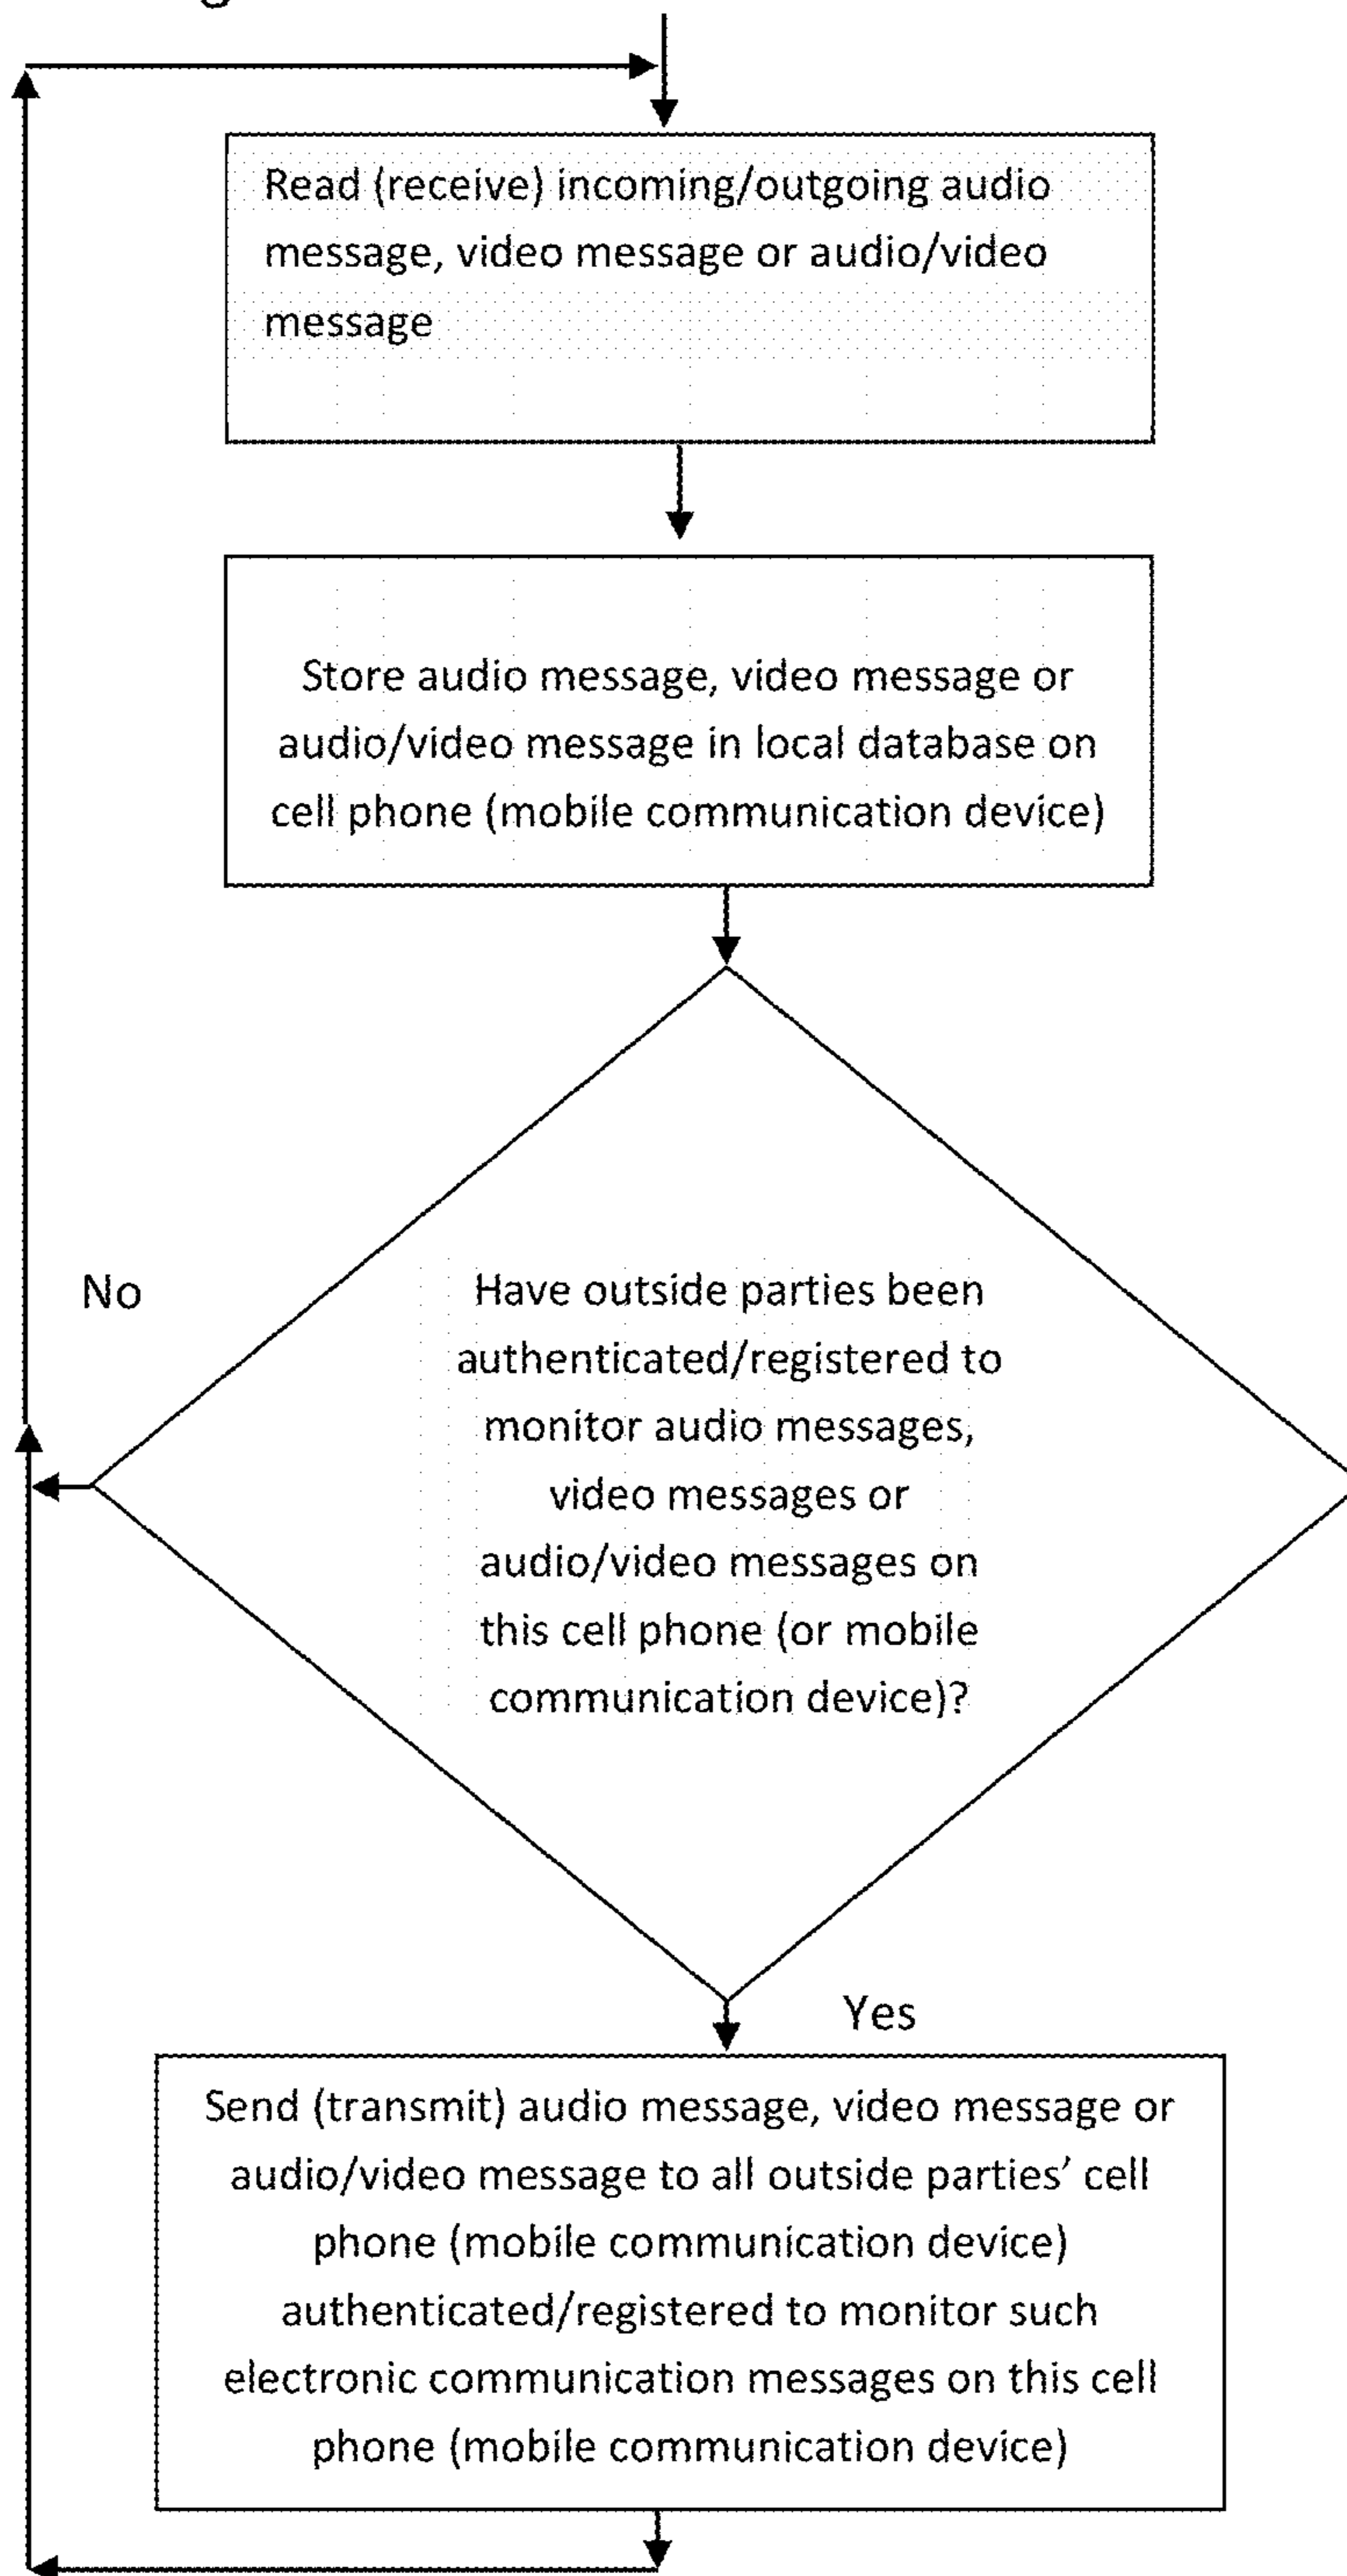 Read (receive) incoming/outgoing audio
message, video message or audio/video
message
Store audio message, video message or
audio/video message in local database on
cell phone (mobile communication device)
No
Have outside parties been
authenticated/registered to
monitor audio messages,
video messages or
audio/video messages on
this cell phone (or mobile
communication device)?
Yes
Send (transmit) audio message, video message or
audio/video message to all outside parties’ cell
phone (mobile communication device)
authenticated/registered to monitor such
electronic communication messages on this cell
phone (mobile communication device)